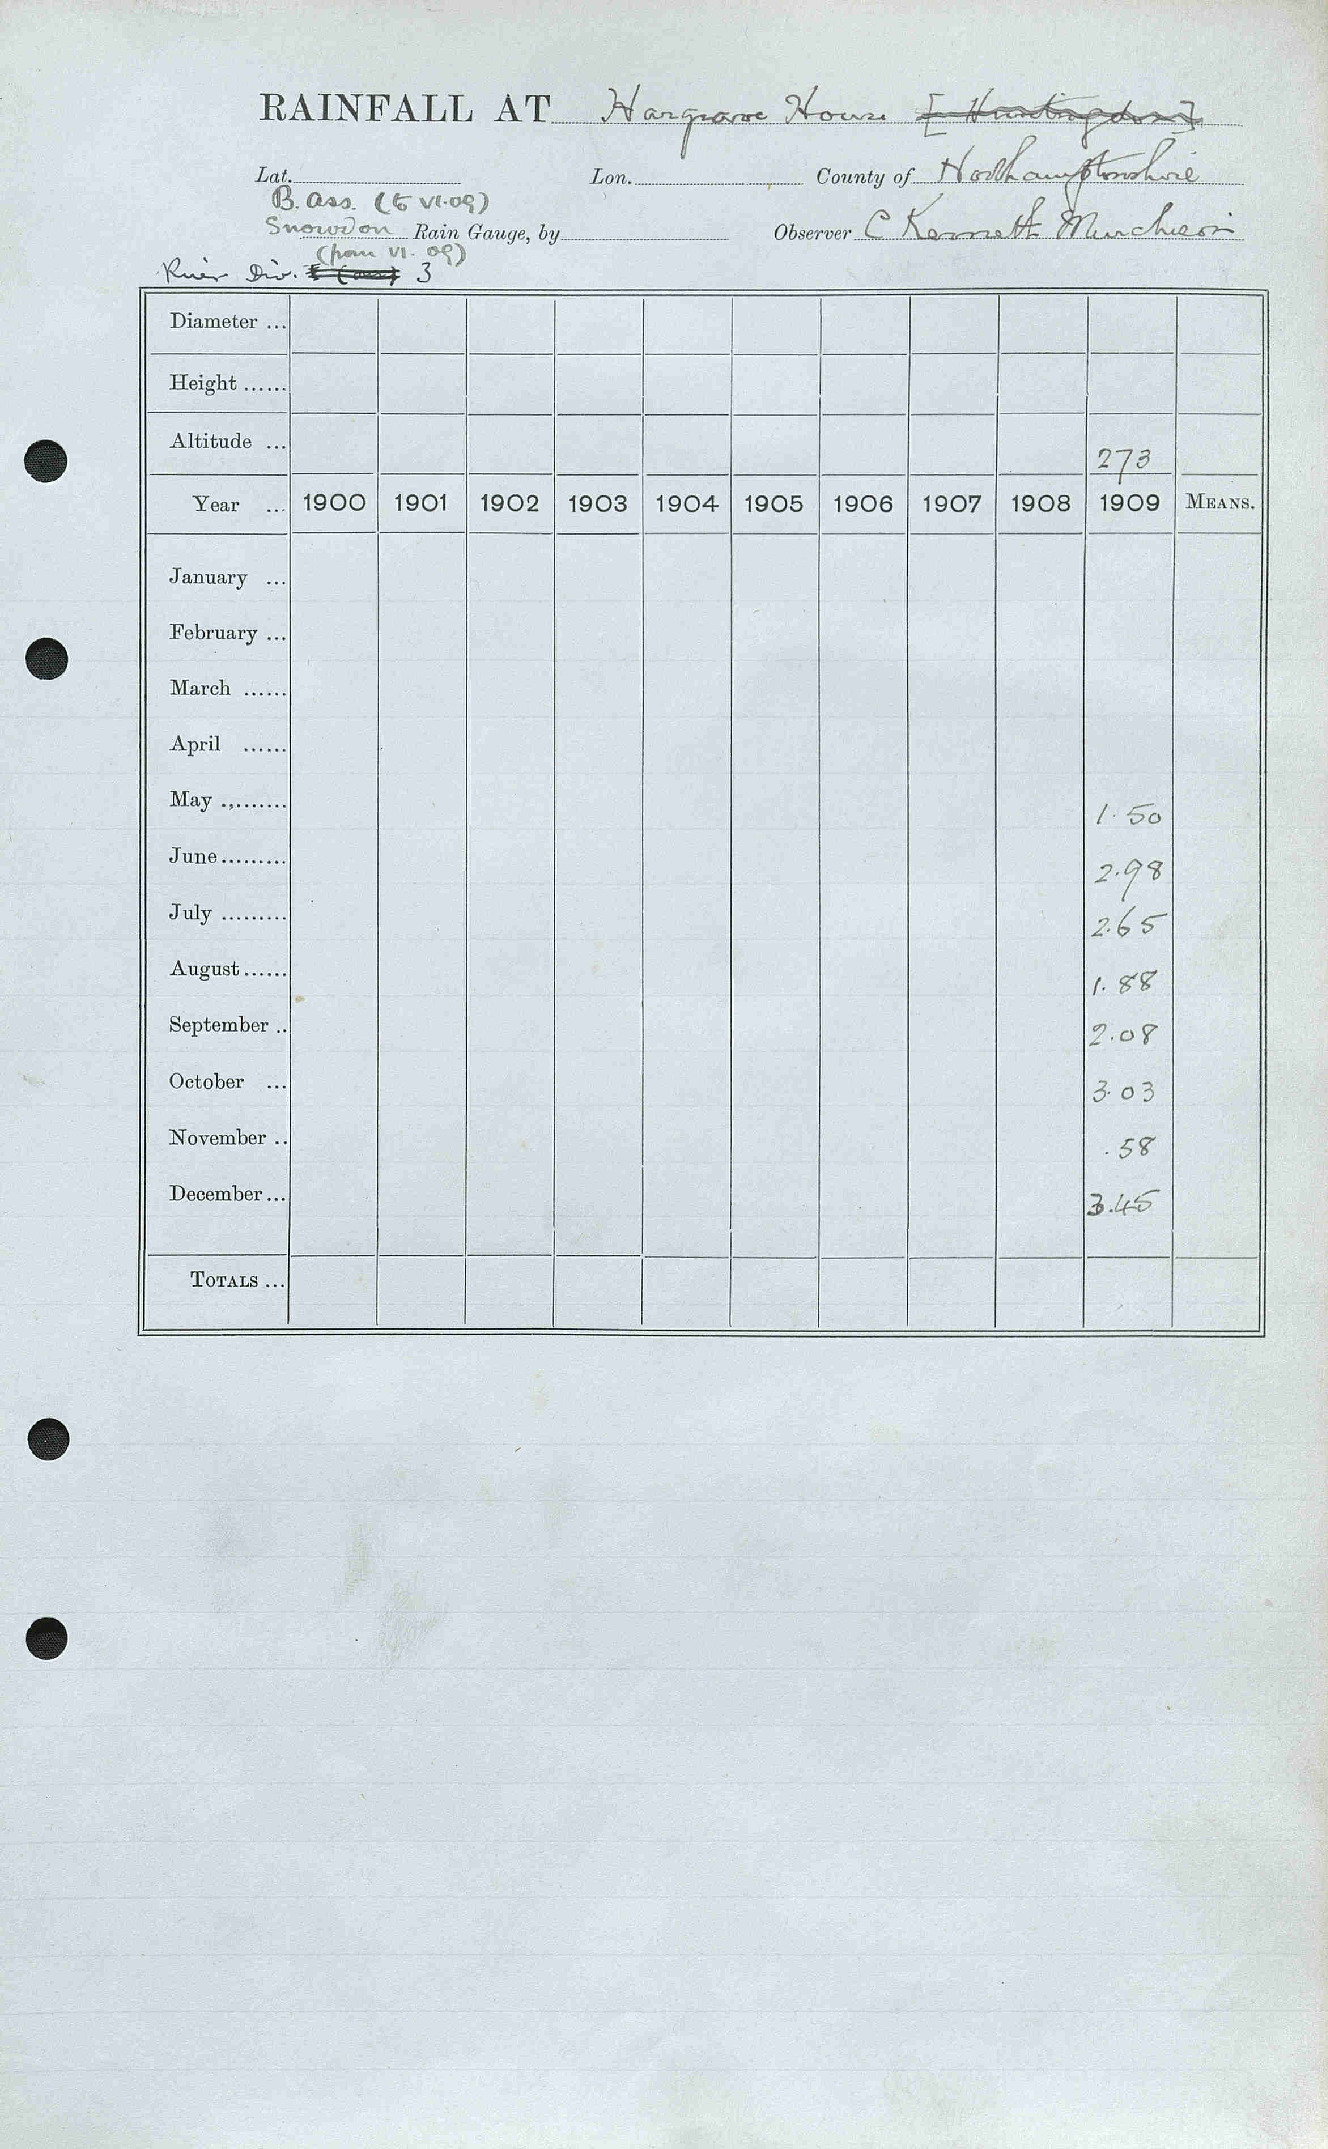 RAINFALL AT Hargrave House [Huntingdon]
Lat. Lon. County of Northamptonshire
B. Ass. (to VI.09)
Snowdon Rain Gauge, by Observer C Kenneth Murchison
(from VI. 09)
River Div. 3
Diameter ...
Height ......
Altitude ... 273
Year ... 1900 1901 1902 1903 1904 1905 1906 1907 1908 1909 MEANS.
January ...
February ...
March ......
April ......
May ......... 1.50
June ......... 2.98
July ......... 2.65
August ...... 1.88
September .. 2.08
October ... 3.03
November .. .58
December ... 3.45
TOTALS ...